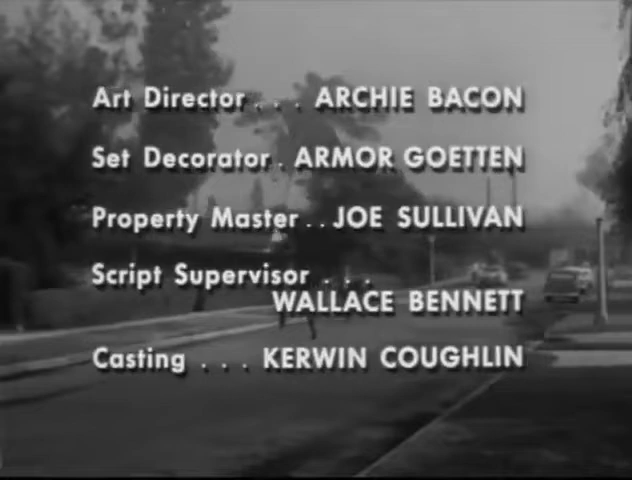 Art Director . . . ARCHIE BACON
Set Decorator . ARMOR GOETTEN
Property Master . . JOE SULLIVAN
Script Supervisor . . .
WALLACE BENNETT
Casting . . . KERWIN COUGHLIN